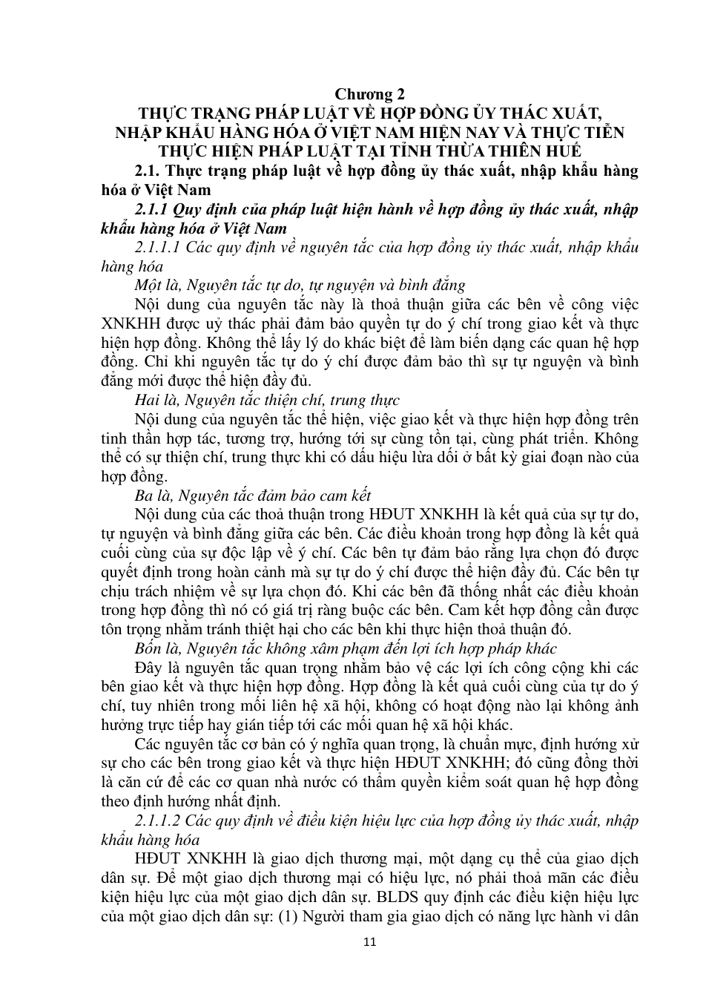 Chương 2
THỰC TRẠNG PHÁP LUẬT VỀ HỢP ĐỒNG ỦY THÁC XUẤT,
NHẬP KHẨU HÀNG HÓA Ở VIỆT NAM HIỆN NAY VÀ THỰC TIỄN
THỰC HIỆN PHÁP LUẬT TẠI TỈNH THỪA THIÊN HUẾ
2.1. Thực trạng pháp luật về hợp đồng ủy thác xuất, nhập khẩu hàng
hóa ở Việt Nam
2.1.1 Quy định của pháp luật hiện hành về hợp đồng ủy thác xuất, nhập
khẩu hàng hóa ở Việt Nam
2.1.1.1 Các quy định về nguyên tắc của hợp đồng ủy thác xuất, nhập khẩu
hàng hóa
Một là, Nguyên tắc tự do, tự nguyện và bình đẳng
Nội dung của nguyên tắc này là thoả thuận giữa các bên về công việc
XNKHH được uỷ thác phải đảm bảo quyền tự do ý chí trong giao kết và thực
hiện hợp đồng. Không thể lấy lý do khác biệt để làm biến dạng các quan hệ hợp
đồng. Chỉ khi nguyên tắc tự do ý chí được đảm bảo thì sự tự nguyện và bình
đẳng mới được thể hiện đầy đủ.
Hai là, Nguyên tắc thiện chí, trung thực
Nội dung của nguyên tắc thể hiện, việc giao kết và thực hiện hợp đồng trên
tinh thần hợp tác, tương trợ, hướng tới sự cùng tồn tại, cùng phát triển. Không
thể có sự thiện chí, trung thực khi có dấu hiệu lừa dối ở bất kỳ giai đoạn nào của
hợp đồng.
Ba là, Nguyên tắc đảm bảo cam kết
Nội dung của các thoả thuận trong HĐUT XNKHH là kết quả của sự tự do,
tự nguyện và bình đẳng giữa các bên. Các điều khoản trong hợp đồng là kết quả
cuối cùng của sự độc lập về ý chí. Các bên tự đảm bảo rằng lựa chọn đó được
quyết định trong hoàn cảnh mà sự tự do ý chí được thể hiện đầy đủ. Các bên tự
chịu trách nhiệm về sự lựa chọn đó. Khi các bên đã thống nhất các điều khoản
trong hợp đồng thì nó có giá trị ràng buộc các bên. Cam kết hợp đồng cần được
tôn trọng nhằm tránh thiệt hại cho các bên khi thực hiện thoả thuận đó.
Bốn là, Nguyên tắc không xâm phạm đến lợi ích hợp pháp khác
Đây là nguyên tắc quan trọng nhằm bảo vệ các lợi ích công cộng khi các
bên giao kết và thực hiện hợp đồng. Hợp đồng là kết quả cuối cùng của tự do ý
chí, tuy nhiên trong mối liên hệ xã hội, không có hoạt động nào lại không ảnh
hưởng trực tiếp hay gián tiếp tới các mối quan hệ xã hội khác.
Các nguyên tắc cơ bản có ý nghĩa quan trọng, là chuẩn mực, định hướng xử
sự cho các bên trong giao kết và thực hiện HĐUT XNKHH; đó cũng đồng thời
là căn cứ để các cơ quan nhà nước có thẩm quyền kiểm soát quan hệ hợp đồng
theo định hướng nhất định.
2.1.1.2 Các quy định về điều kiện hiệu lực của hợp đồng ủy thác xuất, nhập
khẩu hàng hóa
HĐUT XNKHH là giao dịch thương mại, một dạng cụ thể của giao dịch
dân sự. Để một giao dịch thương mại có hiệu lực, nó phải thoả mãn các điều
kiện hiệu lực của một giao dịch dân sự. BLDS quy định các điều kiện hiệu lực
của một giao dịch dân sự: (1) Người tham gia giao dịch có năng lực hành vi dân
11